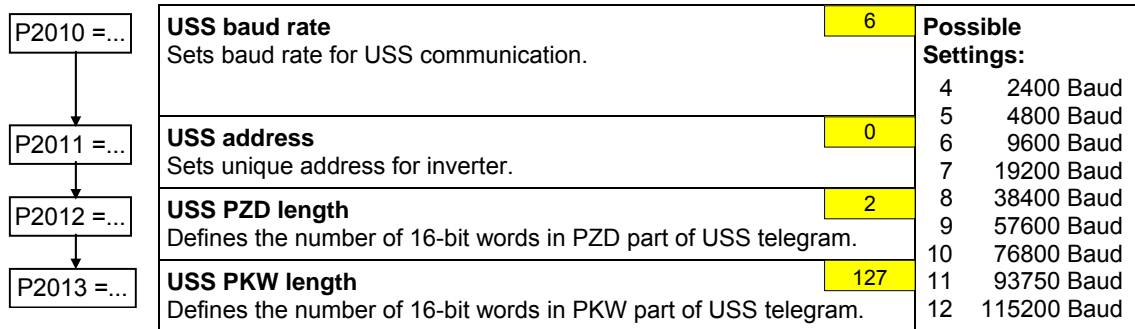 P2010 =...
USS baud rate
6
Sets baud rate for USS communication.
P2011 =...
USS address
0
Sets unique address for inverter.
P2012 =...
USS PZD length
2
Defines the number of 16-bit words in PZD part of USS telegram.
P2013 =...
USS PKW length
127
Defines the number of 16-bit words in PKW part of USS telegram.
Possible
Settings:
4 2400 Baud
5 4800 Baud
6 9600 Baud
7 19200 Baud
8 38400 Baud
9 57600 Baud
10 76800 Baud
11 93750 Baud
12 115200 Baud